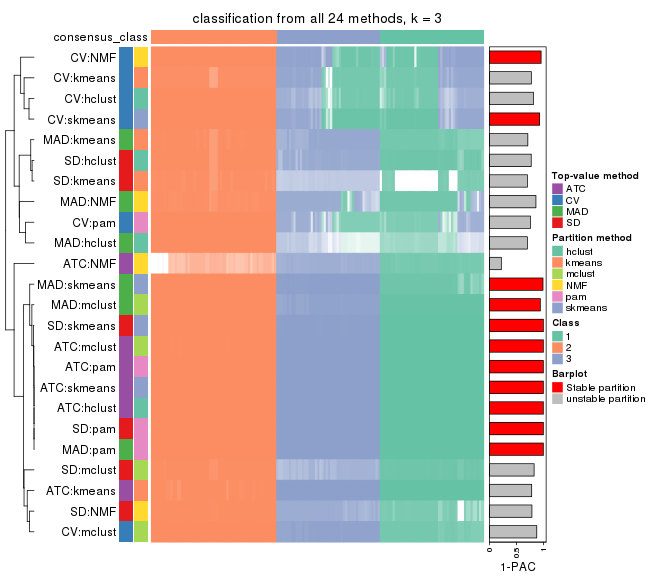 classification from all 24 methods, k = 3
consensus_class
CV:NMF
CV:kmeans
CV:hclust
CV:skmeans
MAD:kmeans
SD:hclust
SD:kmeans
MAD:NMF
CV:pam
MAD:hclust
ATC:NMF
MAD:skmeans
MAD:mclust
SD:skmeans
ATC:mclust
ATC:pam
ATC:skmeans
ATC:hclust
SD:pam
MAD:pam
SD:mclust
ATC:kmeans
SD:NMF
CV:mclust
0
0.5
1
1-PAC
Top-value method
ATC
CV
MAD
SD
Partition method
hclust
kmeans
mclust
NMF
pam
skmeans
Class
1
2
3
Barplot
Stable partition
unstable partition